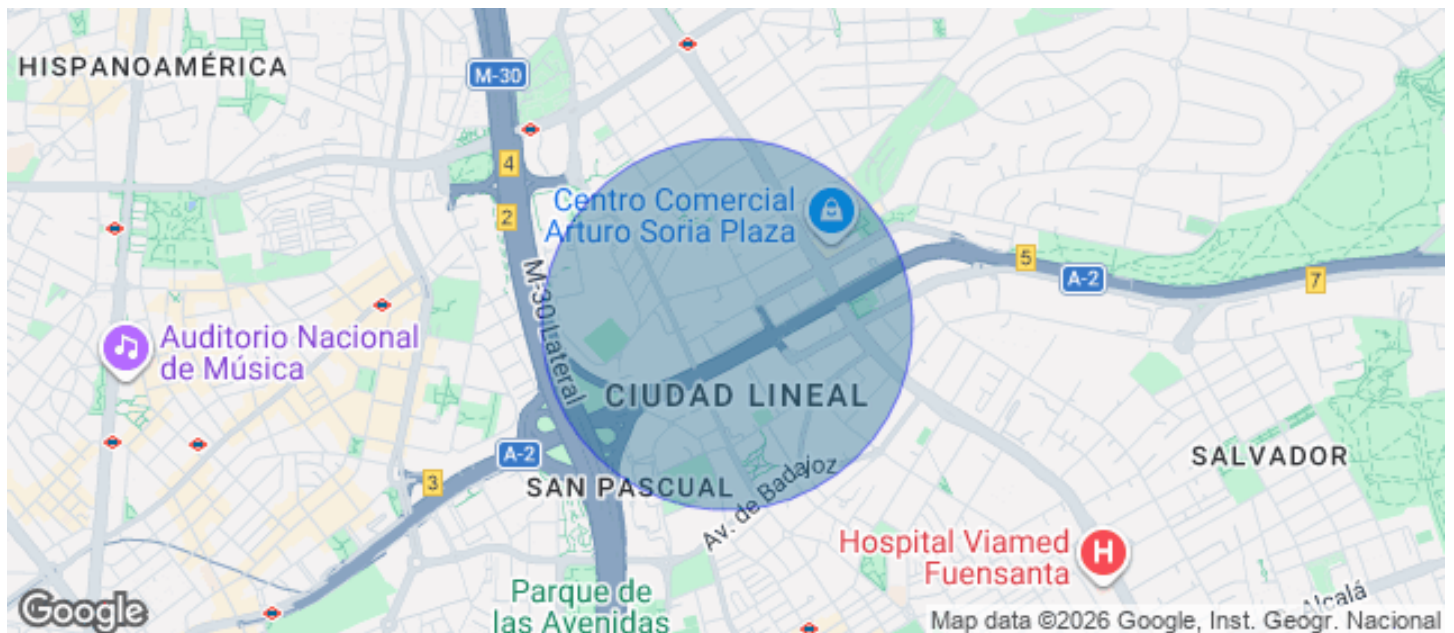 HISPANOAMÉRICA
M-30
4
2
Centro Comercial
Arturo Soria Plaza
5
A-2
7
M-30 Lateral
Auditorio Nacional
de Música
CIUDAD LINEAL
A-2
3
SAN PASCUAL
SALVADOR
Av. de Badajoz
Hospital Viamed
Fuensanta
H
Parque de
las Avenidas
Alcalá
Google
Map data ©2026 Google, Inst. Geogr. Nacional